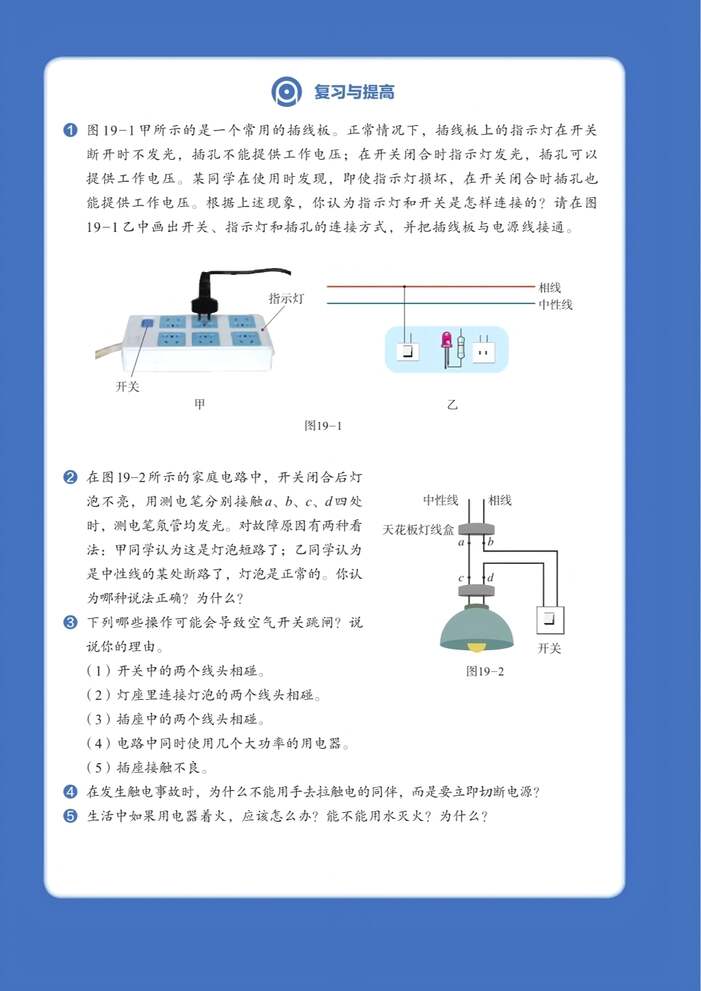 复习与提高
1 图19-1甲所示的是一个常用的插线板。正常情况下，插线板上的指示灯在开关
断开时不发光，插孔不能提供工作电压；在开关闭合时指示灯发光，插孔可以
提供工作电压。某同学在使用时发现，即使指示灯损坏，在开关闭合时插孔也
能提供工作电压。根据上述现象，你认为指示灯和开关是怎样连接的？请在图
19-1乙中画出开关、指示灯和插孔的连接方式，并把插线板与电源线接通。
指示灯
开关
甲
相线
中性线
乙
图19-1
2 在图19-2所示的家庭电路中，开关闭合后灯
泡不亮，用测电笔分别接触a、b、c、d四处
时，测电笔氖管均发光。对故障原因有两种看
法：甲同学认为这是灯泡短路了；乙同学认为
是中性线的某处断路了，灯泡是正常的。你认
为哪种说法正确？为什么？
中性线 相线
天花板灯线盒
a b
c d
开关
图19-2
3 下列哪些操作可能会导致空气开关跳闸？说
说你的理由。
（1）开关中的两个线头相碰。
（2）灯座里连接灯泡的两个线头相碰。
（3）插座中的两个线头相碰。
（4）电路中同时使用几个大功率的用电器。
（5）插座接触不良。
4 在发生触电事故时，为什么不能用手去拉触电的同伴，而是要立即切断电源？
5 生活中如果用电器着火，应该怎么办？能不能用水灭火？为什么？